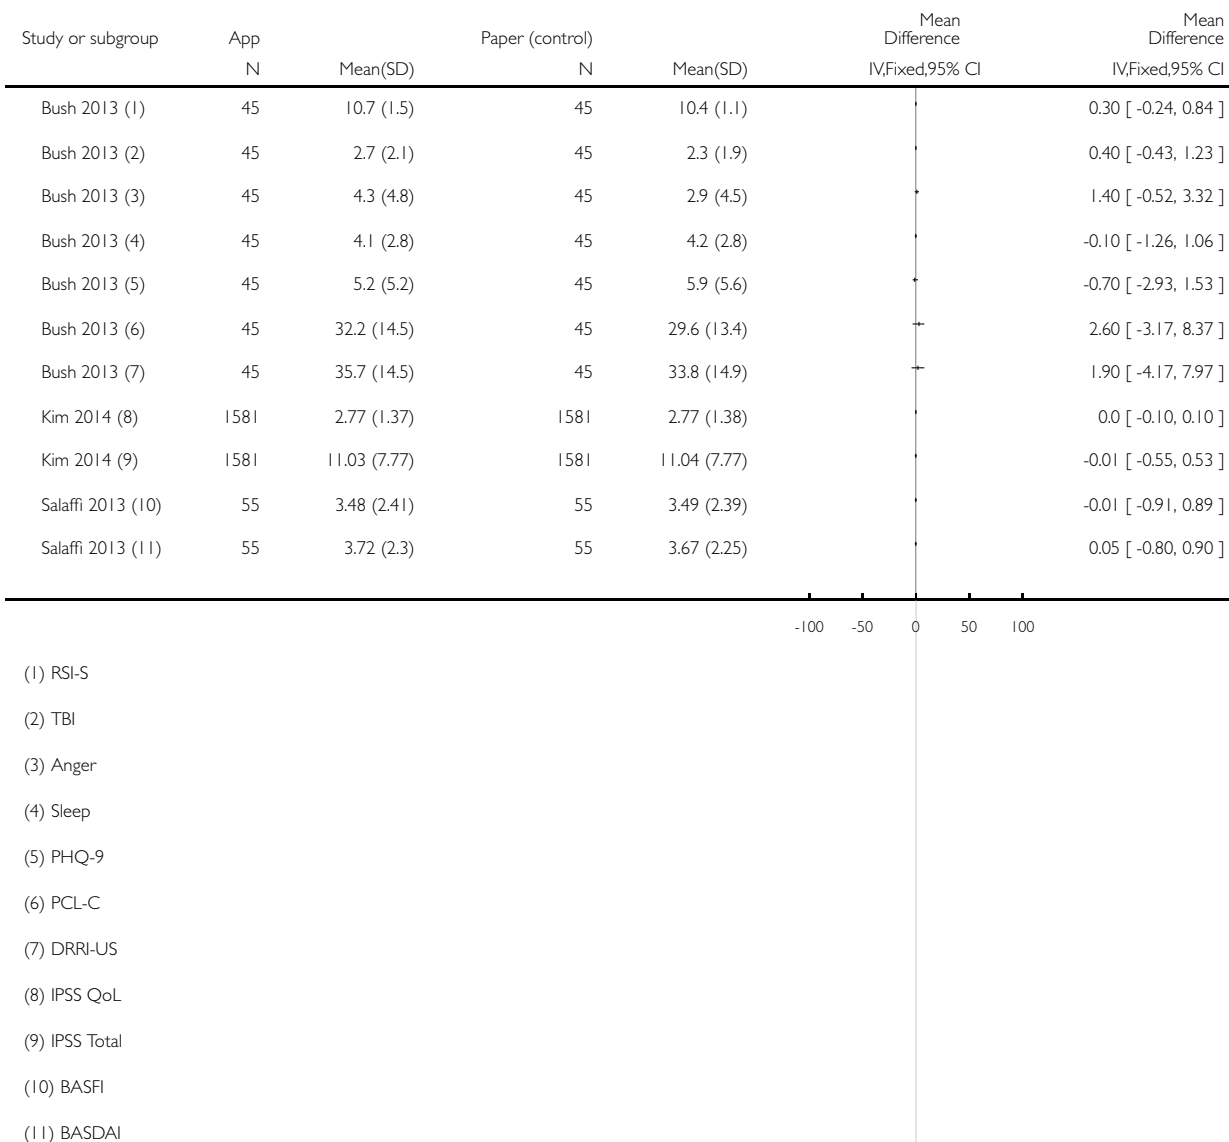 Mean Mean
Study or subgroup App Paper (control) Difference Difference
N Mean(SD) N Mean(SD) IV,Fixed,95% CI IV,Fixed,95% CI
Bush 2013 (1) 45 10.7 (1.5) 45 10.4 (1.1) 0.30 [ -0.24, 0.84 ]
Bush 2013 (2) 45 2.7 (2.1) 45 2.3 (1.9) 0.40 [ -0.43, 1.23 ]
Bush 2013 (3) 45 4.3 (4.8) 45 2.9 (4.5) 1.40 [ -0.52, 3.32 ]
Bush 2013 (4) 45 4.1 (2.8) 45 4.2 (2.8) -0.10 [ -1.26, 1.06 ]
Bush 2013 (5) 45 5.2 (5.2) 45 5.9 (5.6) -0.70 [ -2.93, 1.53 ]
Bush 2013 (6) 45 32.2 (14.5) 45 29.6 (13.4) 2.60 [ -3.17, 8.37 ]
Bush 2013 (7) 45 35.7 (14.5) 45 33.8 (14.9) 1.90 [ -4.17, 7.97 ]
Kim 2014 (8) 1581 2.77 (1.37) 1581 2.77 (1.38) 0.0 [ -0.10, 0.10 ]
Kim 2014 (9) 1581 11.03 (7.77) 1581 11.04 (7.77) -0.01 [ -0.55, 0.53 ]
Salaffi 2013 (10) 55 3.48 (2.41) 55 3.49 (2.39) -0.01 [ -0.91, 0.89 ]
Salaffi 2013 (11) 55 3.72 (2.3) 55 3.67 (2.25) 0.05 [ -0.80, 0.90 ]
-100 -50 0 50 100
(1) RSI-S
(2) TBI
(3) Anger
(4) Sleep
(5) PHQ-9
(6) PCL-C
(7) DRRI-US
(8) IPSS QoL
(9) IPSS Total
(10) BASFI
(11) BASDAI